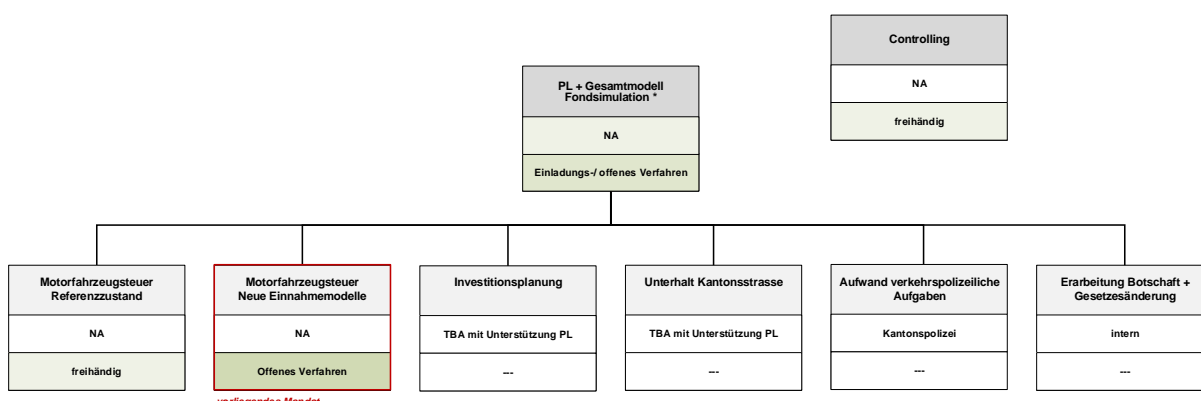 Controlling
NA
freihändig
PL + Gesamtmodell
Fondsimulation *
NA
Einladungs-/ offenes Verfahren
Motorfahrzeugsteuer
Referenzzustand
NA
freihändig
Motorfahrzeugsteuer
Neue Einnahmemodelle
NA
Offenes Verfahren
vorliegendes Mandat
Investitionsplanung
TBA mit Unterstützung PL
---
Unterhalt Kantonsstrasse
TBA mit Unterstützung PL
---
Aufwand verkehrspolizeiliche
Aufgaben
Kantonspolizei
---
Erarbeitung Botschaft +
Gesetzesänderung
intern
---